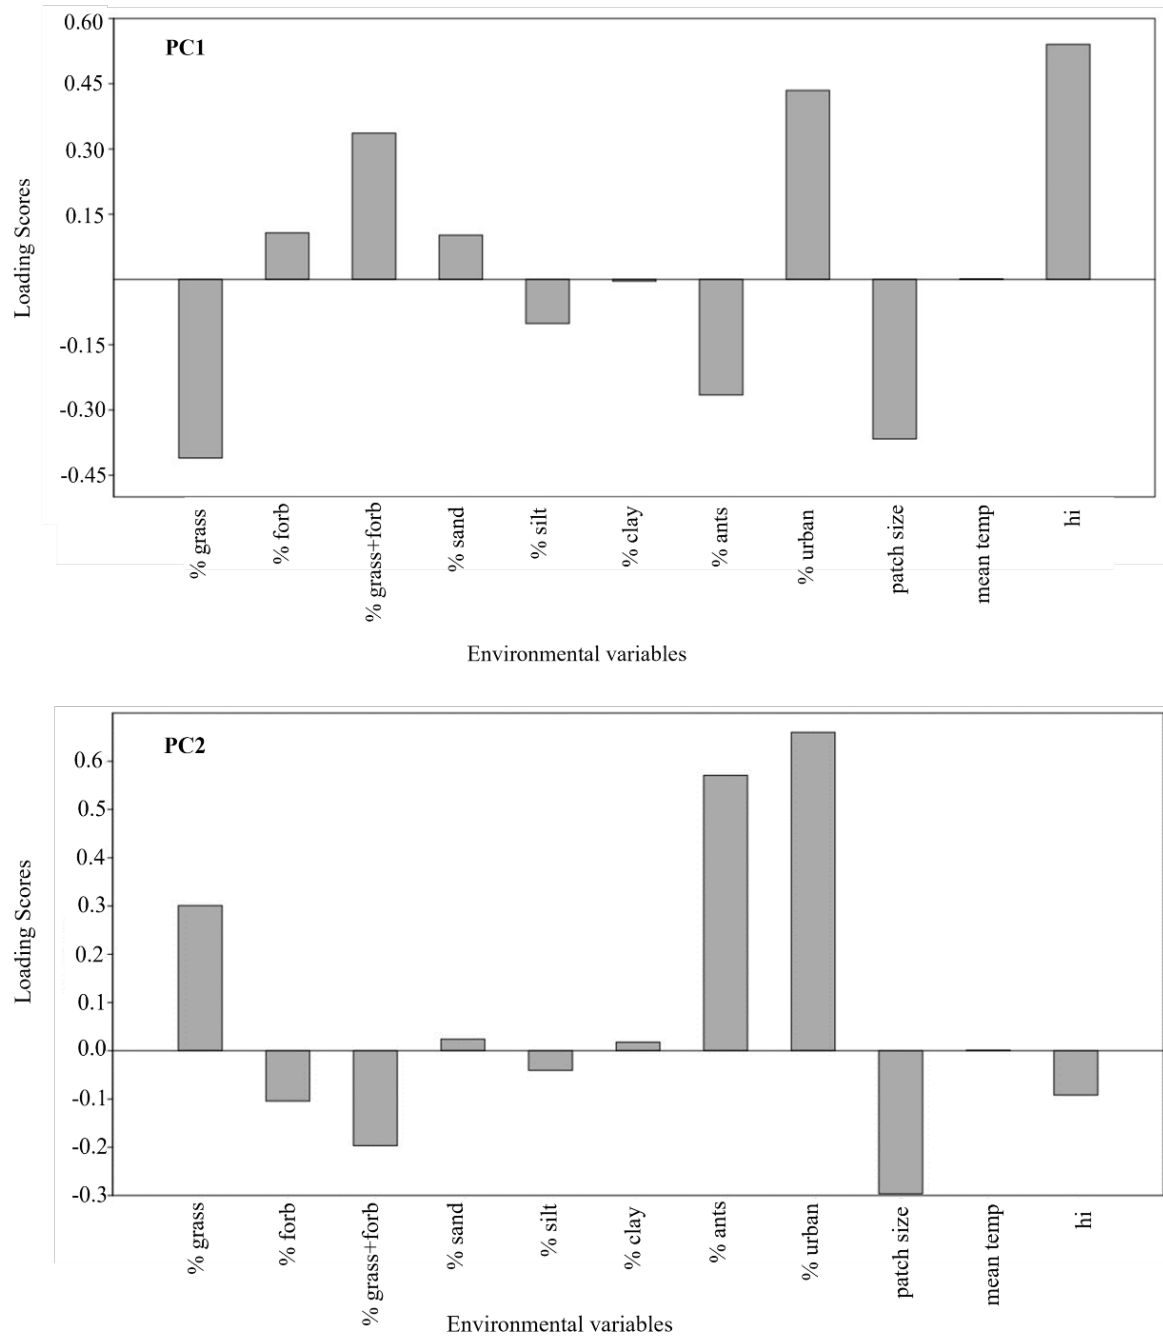 PC1
0.60
0.45
0.30
0.15
-0.15
-0.30
-0.45
Loading Scores
% grass
% forb
% grass+forb
% sand
% silt
% clay
% ants
% urban
patch size
mean temp
hi
Environmental variables
PC2
0.6
0.5
0.4
0.3
0.2
0.1
0.0
-0.1
-0.2
-0.3
Loading Scores
% grass
% forb
% grass+forb
% sand
% silt
% clay
% ants
% urban
patch size
mean temp
hi
Environmental variables